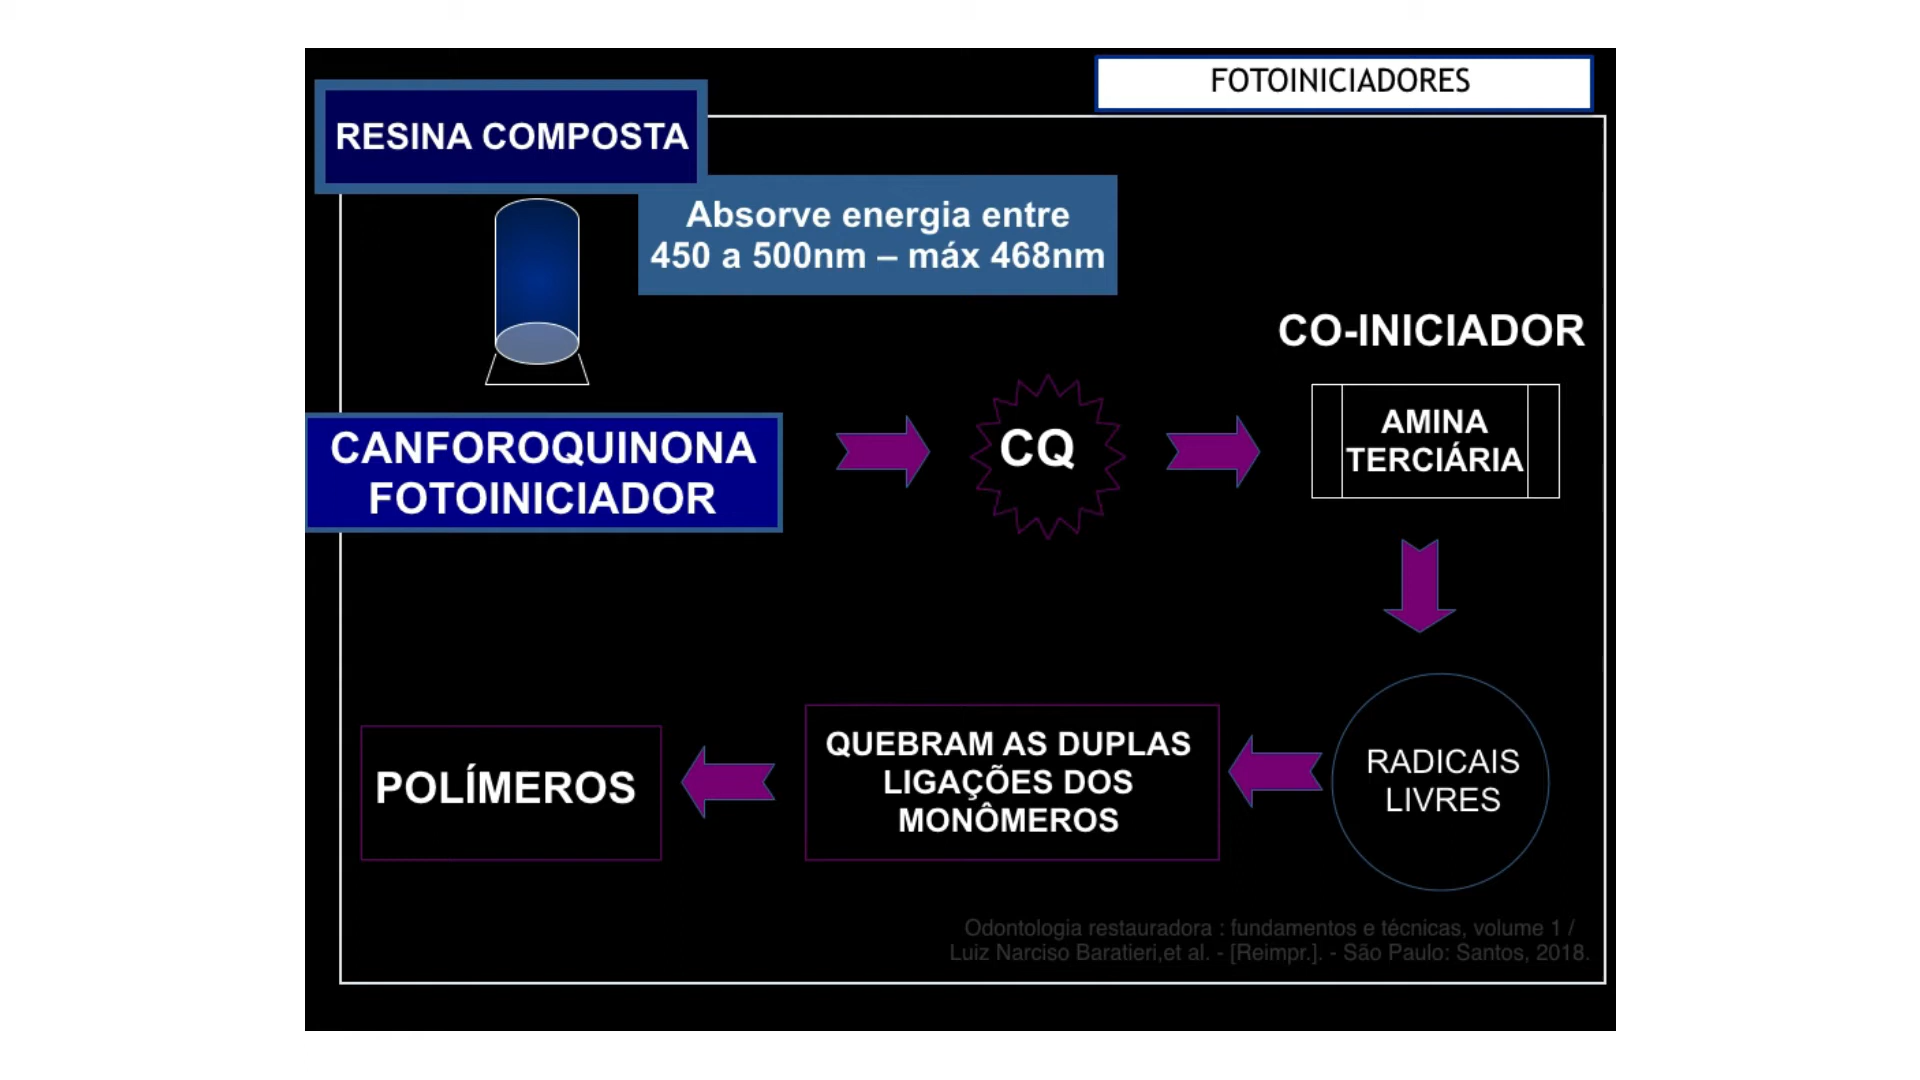 FOTOINICIADORES
RESINA COMPOSTA
Absorve energia entre
450 a 500nm – máx 468nm
CO-INICIADOR
CANFOROQUINONA
FOTOINICIADOR
CQ
AMINA
TERCIÁRIA
RADICAIS
LIVRES
QUEBRAM AS DUPLAS
LIGAÇÕES DOS
MONÔMEROS
POLÍMEROS
Odontologia restauradora : fundamentos e técnicas, volume 1 /
Luiz Narciso Baratieri,et al. - [Reimpr.]. - São Paulo: Santos, 2018.